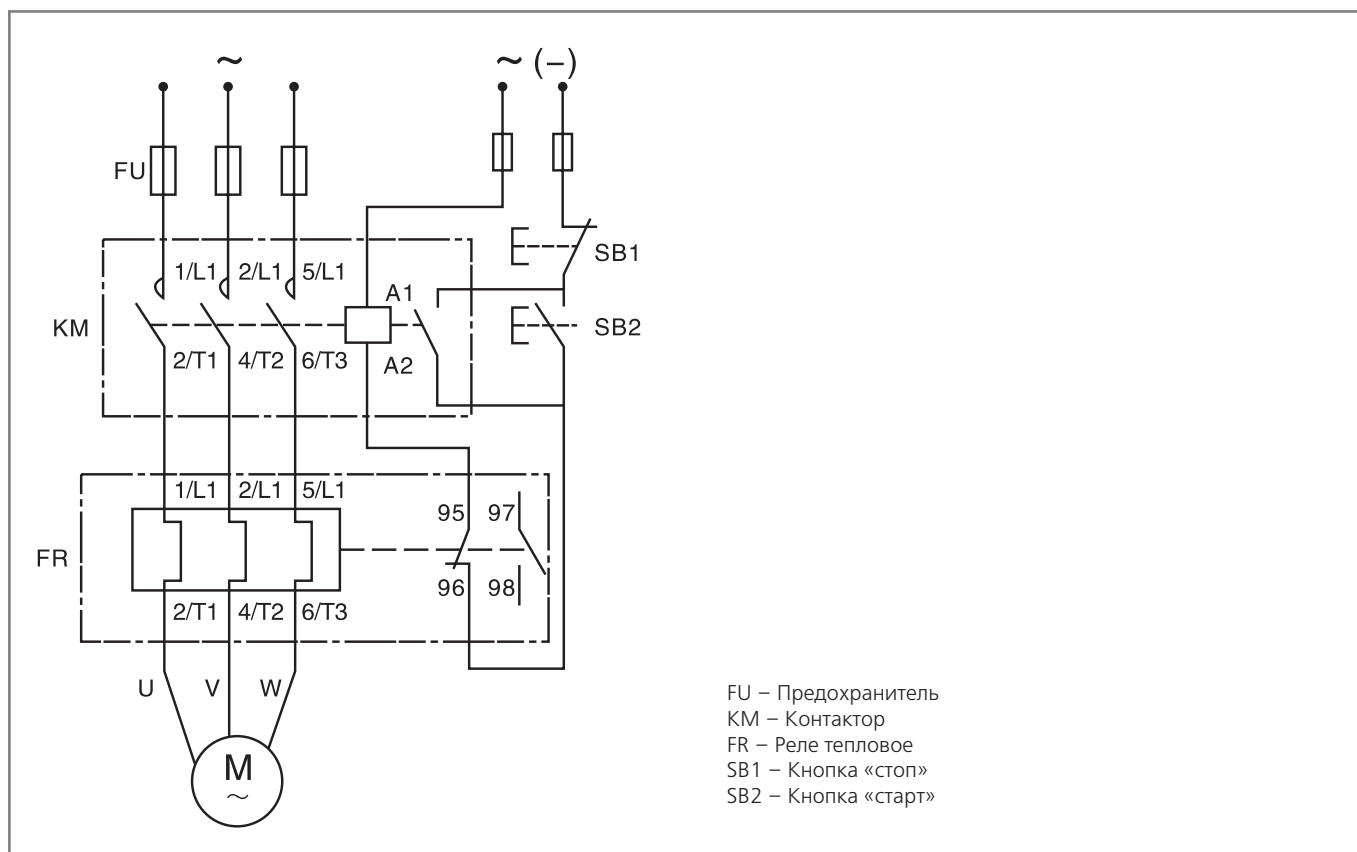 ~ ~ (–)
FU
1/L1 2/L1 5/L1
A1
SB1
KM
SB2
2/T1 4/T2 6/T3
A2
1/L1 2/L1 5/L1
95 97
FR
96 98
2/T1 4/T2 6/T3
U V W
M
~
FU – Предохранитель
КМ – Контактор
FR – Реле тепловое
SB1 – Кнопка «стоп»
SB2 – Кнопка «старт»